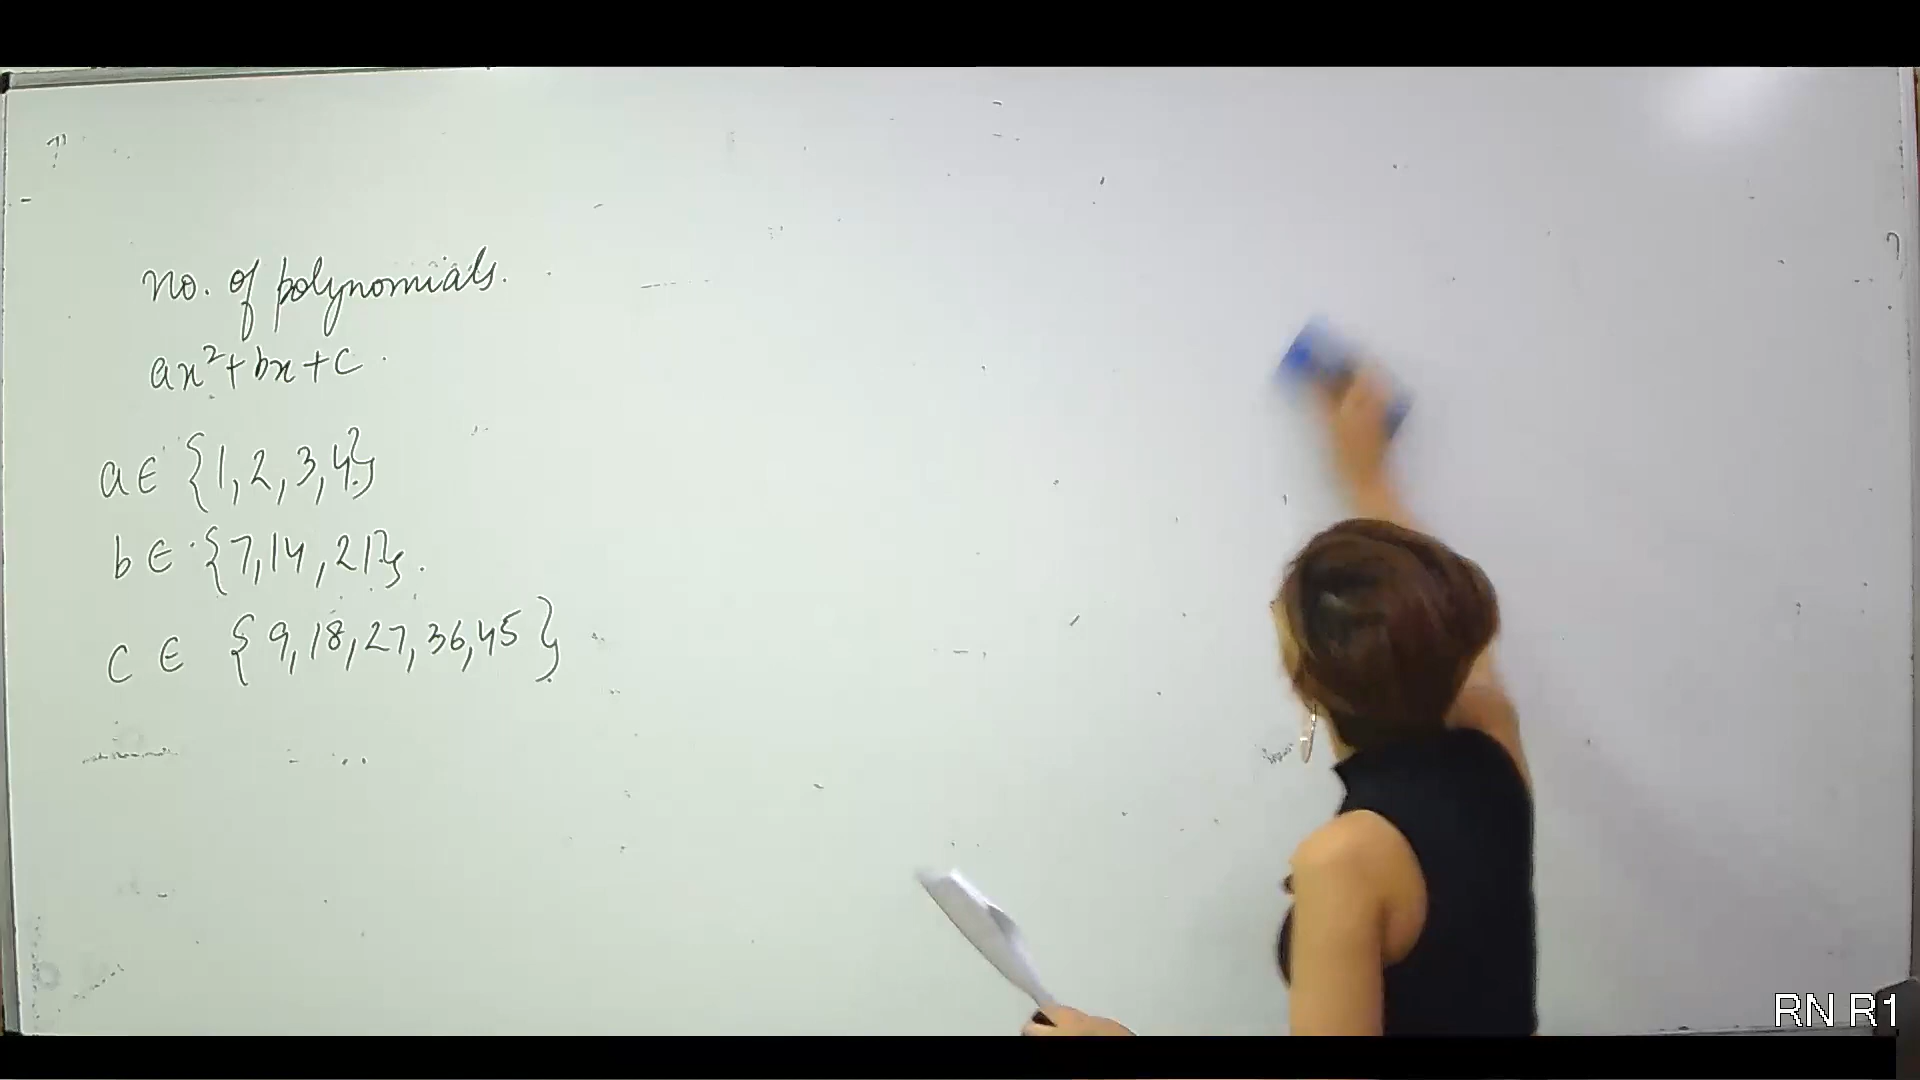 No. of polynomials.
ax²+bx+c.
a ∈ {1,2,3,4}
b ∈ {7,14,21}.
c ∈ {9,18,27,36,45}
RN R1